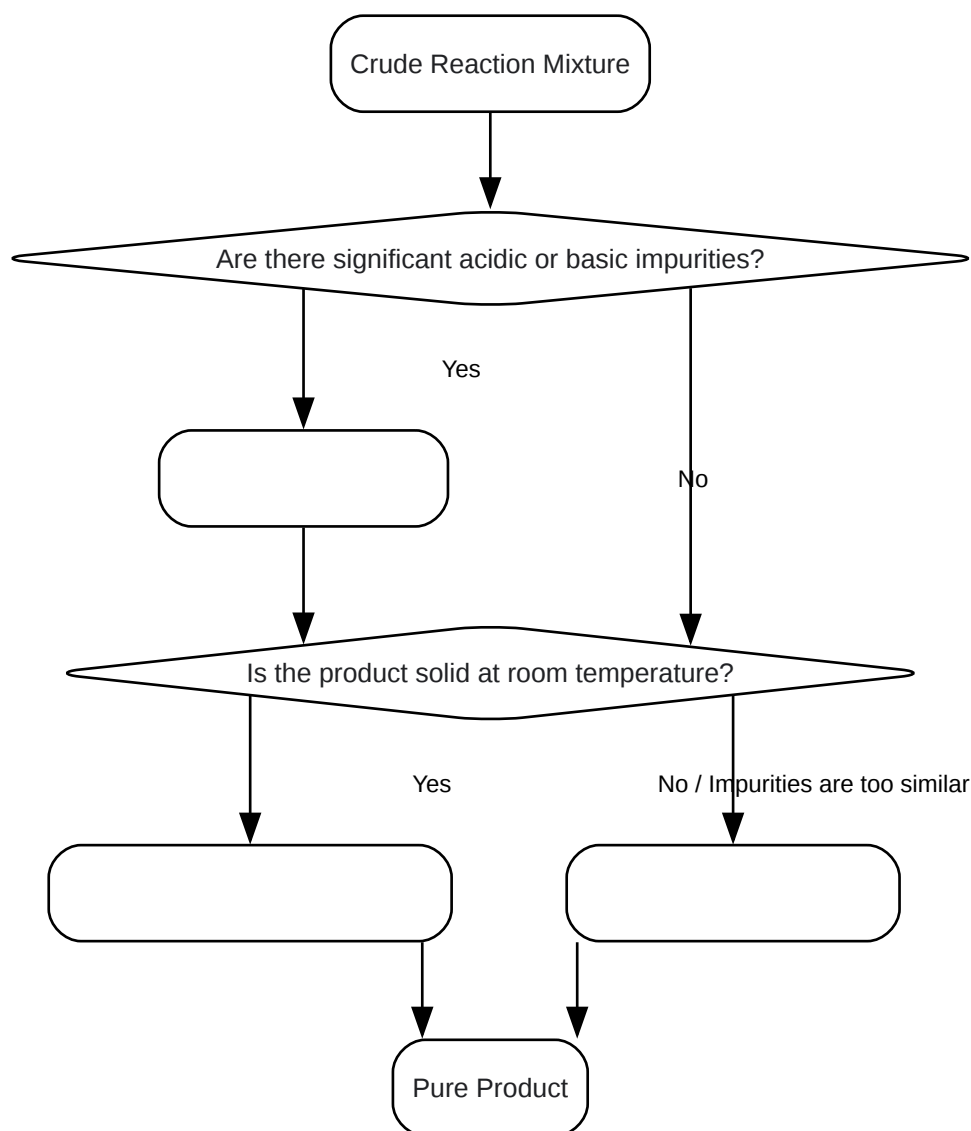 Crude Reaction Mixture
Are there significant acidic or basic impurities?
Yes
No
Is the product solid at room temperature?
Yes
No / Impurities are too similar
Pure Product